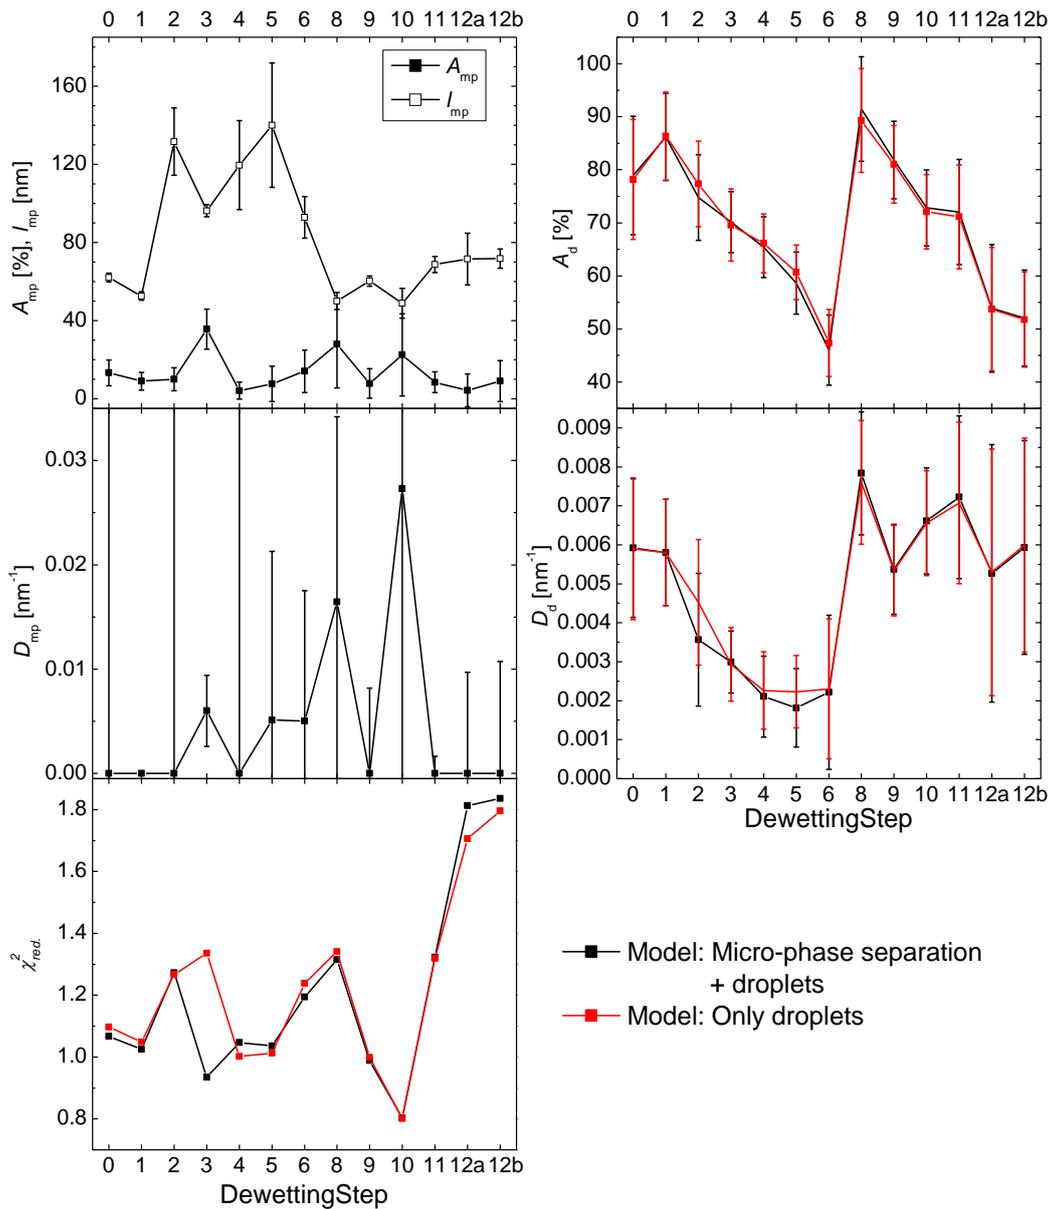 0 1 2 3 4 5 6 8 9 10 11 12a 12b
160
120
80
40
0
A_mp [%], l_mp [nm]
A_mp
l_mp
0.03
0.02
0.01
0.00
D_mp [nm⁻¹]
1.8
1.6
1.4
1.2
1.0
0.8
χ²_red.
0 1 2 3 4 5 6 8 9 10 11 12a 12b
DewettingStep
0 1 2 3 4 5 6 8 9 10 11 12a 12b
100
90
80
70
60
50
40
A_d [%]
0.009
0.008
0.007
0.006
0.005
0.004
0.003
0.002
0.001
0.000
D_d [nm⁻¹]
0 1 2 3 4 5 6 8 9 10 11 12a 12b
DewettingStep
Model: Micro-phase separation
+ droplets
Model: Only droplets